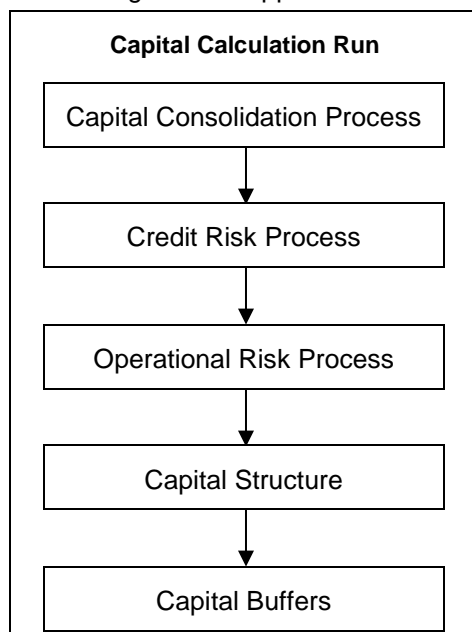 Capital Calculation Run
Capital Consolidation Process
Credit Risk Process
Operational Risk Process
Capital Structure
Capital Buffers